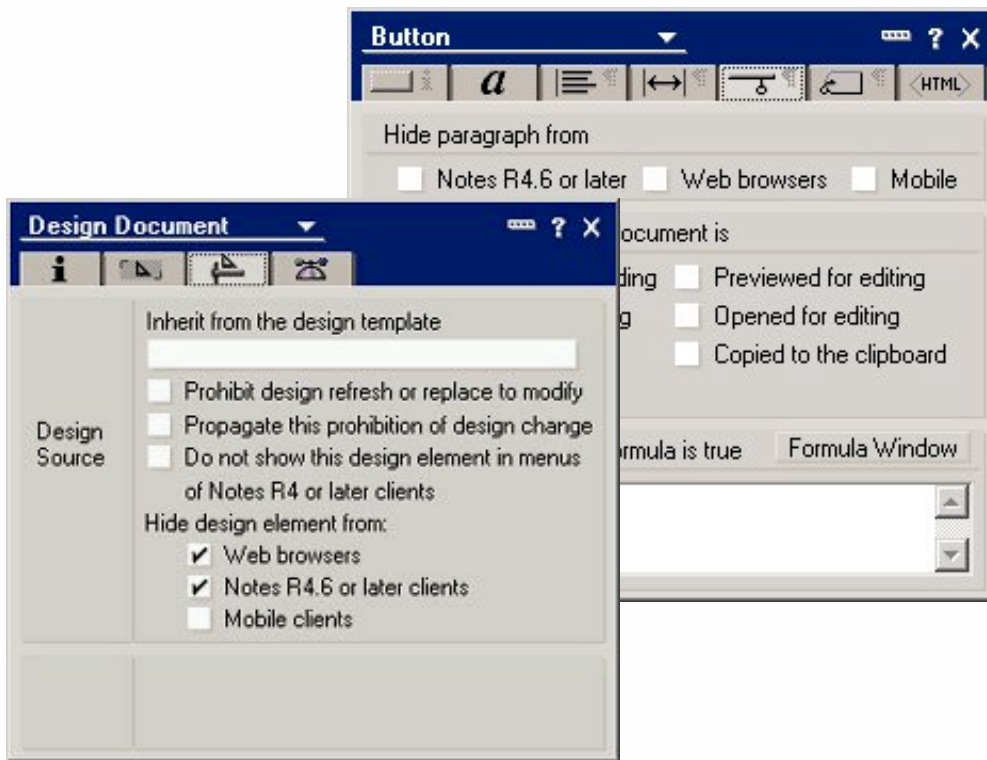 Button
?
X
a
<HTML>
Hide paragraph from
Notes R4.6 or later
Web browsers
Mobile
ocument is
Previewed for editing
Opened for editing
Copied to the clipboard
rmula is true
Formula Window
Design Document
?
X
i
Design
Source
Inherit from the design template
Prohibit design refresh or replace to modify
Propagate this prohibition of design change
Do not show this design element in menus
of Notes R4 or later clients
Hide design element from:
Web browsers
Notes R4.6 or later clients
Mobile clients